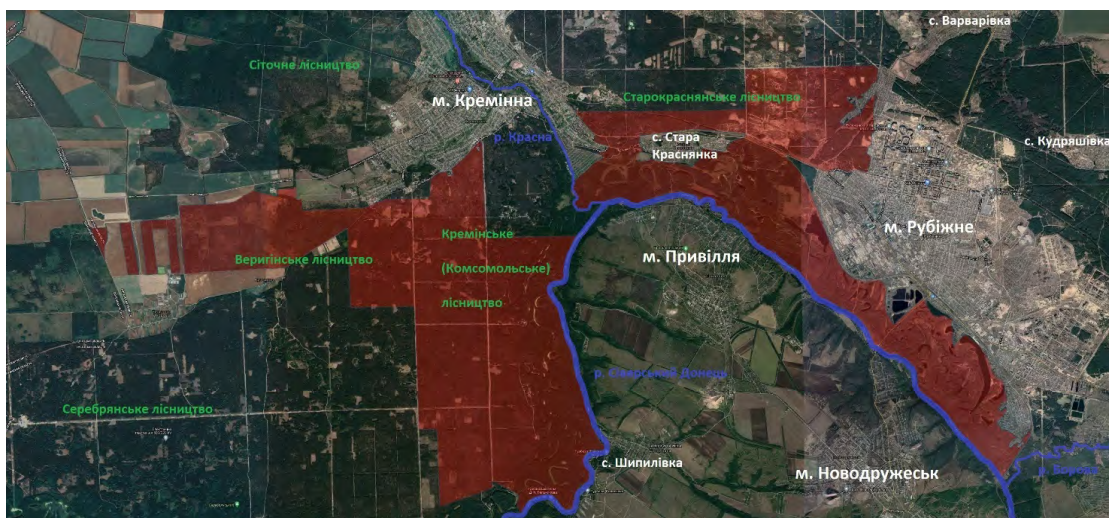 с. Варварівка
Сіточне лісництво
м. Кремінна
Старокраснянське лісництво
р. Красна
с. Стара
Краснянка
с. Кудряшівка
м. Рубіжне
Кремінське
(Комсомольське)
лісництво
м. Привілля
Веригінське лісництво
р. Сіверський Донець
Серебрянське лісництво
с. Шипилівка
м. Новодружеськ
р. Борова